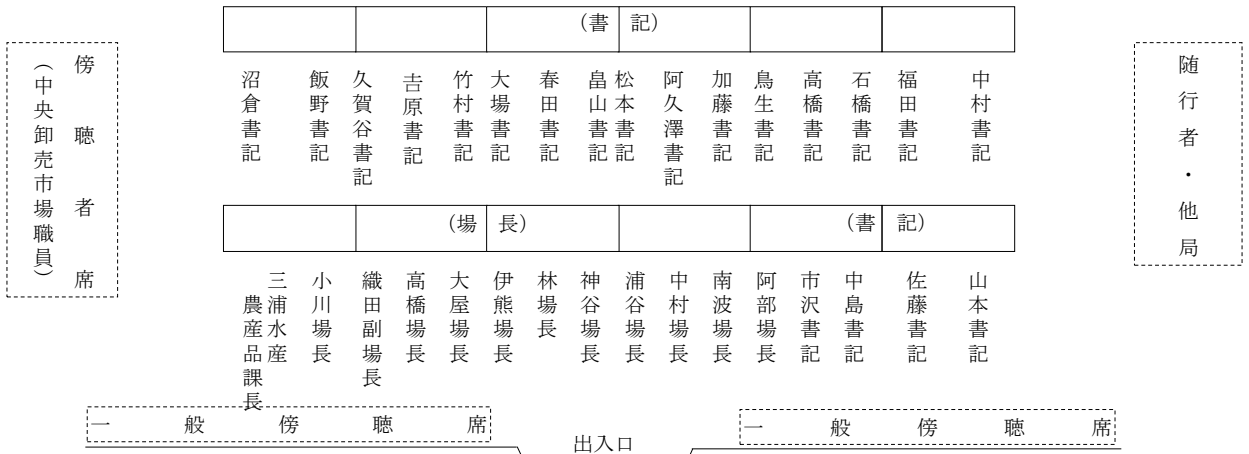 (書記)
傍聴者席
(中央卸売市場職員)
沼倉書記
飯野書記
久賀谷書記
𠮷原書記
竹村書記
大場書記
春田書記
畠山書記
松本書記
阿久澤書記
加藤書記
鳥生書記
高橋書記
石橋書記
福田書記
中村書記
随行者・他局
(場長)
(書記)
三浦水産
農産品課長
小川場長
織田副場長
高橋場長
大屋場長
伊熊場長
林場長
神谷場長
浦谷場長
中村場長
南波場長
阿部場長
市沢書記
中島書記
佐藤書記
山本書記
一般傍聴席
出入口
一般傍聴席